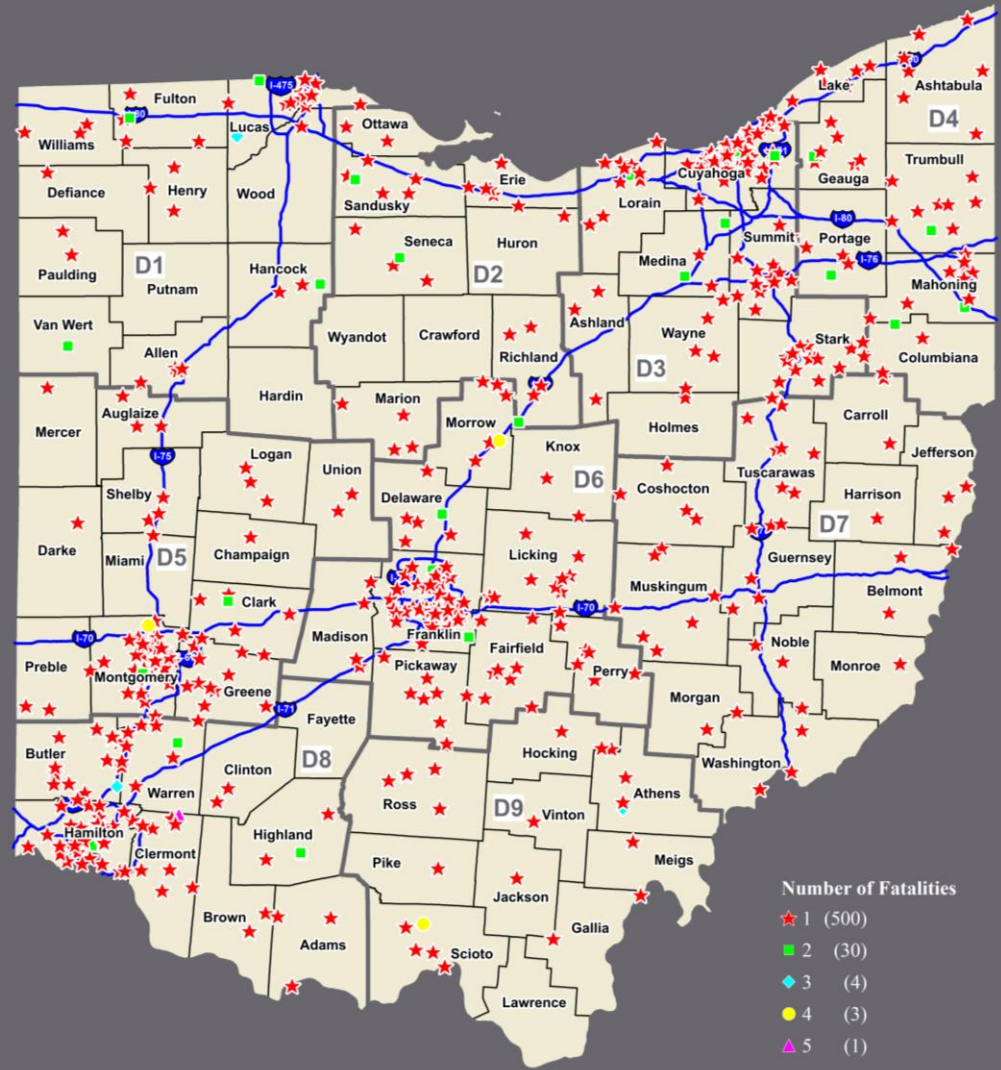 I-475
Fulton
Lucas
Williams
Ottawa
Lake
Ashtabula
D4
Defiance
Henry
Wood
Sandusky
Erie
Lorain
Cuyahoga
Geauga
Trumbull
I-80
Paulding
D1
Putnam
Hancock
Seneca
D2
Huron
Medina
Summit
Portage
I-76
Mahoning
Van Wert
Allen
Wyandot
Crawford
Richland
Ashland
Wayne
D3
Stark
Columbiana
Mercer
Auglaize
Hardin
Marion
Morrow
Knox
Holmes
Carroll
Jefferson
I-75
Logan
Union
Delaware
D6
Coshocton
Tuscarawas
Harrison
Shelby
Darke
Miami
D5
Champaign
Licking
Muskingum
D7
Guernsey
Belmont
Clark
Madison
Franklin
I-70
I-70
Preble
Montgomery
Greene
Pickaway
Fairfield
Perry
Noble
Monroe
Morgan
I-71
Fayette
Butler
Warren
Clinton
D8
Hocking
Washington
Ross
D9
Vinton
Athens
Hamilton
Clermont
Highland
Pike
Meigs
Jackson
Brown
Adams
Scioto
Gallia
Lawrence
Number of Fatalities
1 (500)
2 (30)
3 (4)
4 (3)
5 (1)